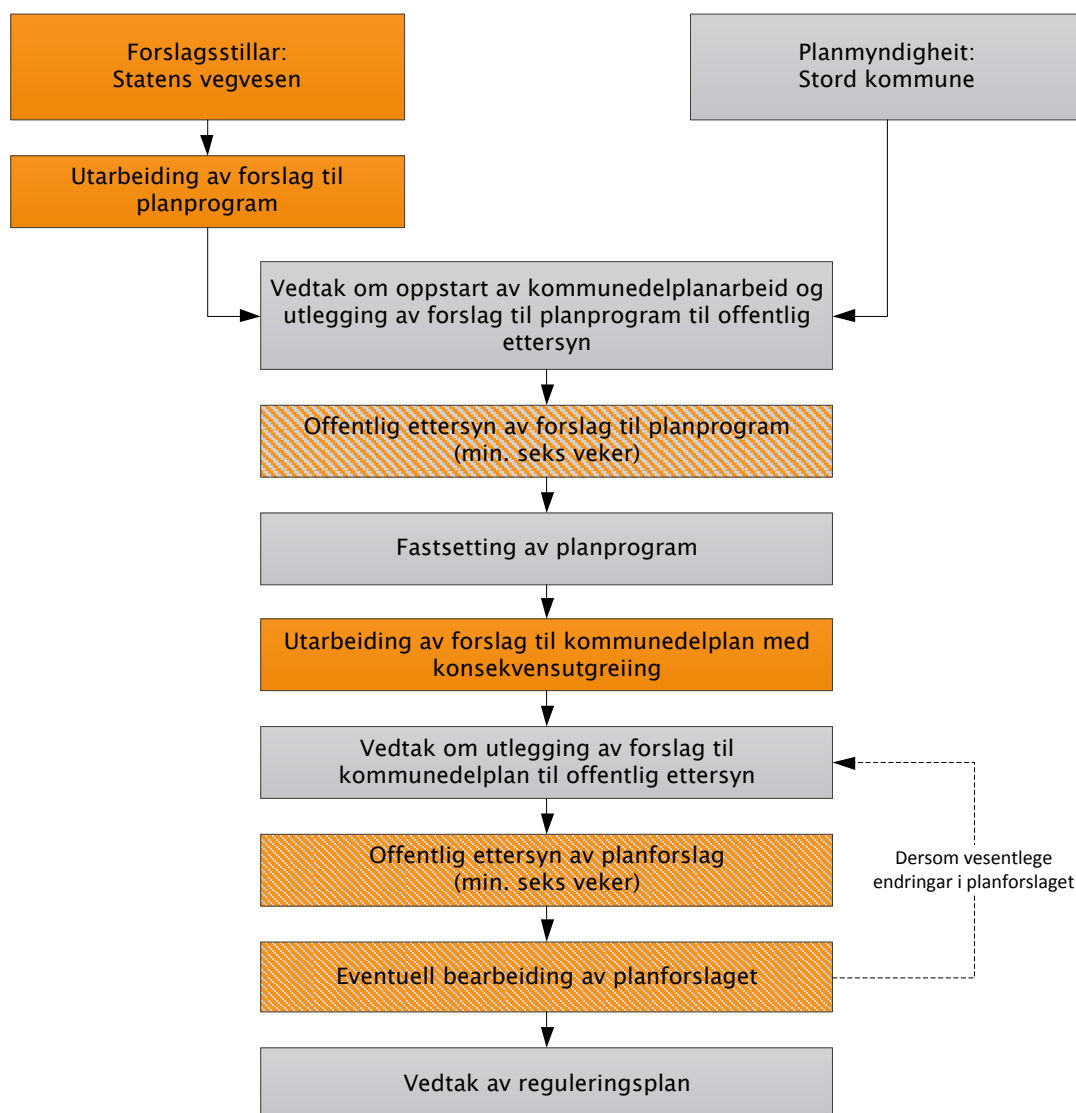 Forslagsstillar:
Statens vegvesen
Planmyndigheit:
Stord kommune
Utarbeiding av forslag til
planprogram
Vedtak om oppstart av kommunedelplanarbeid og
utlegging av forslag til planprogram til offentlig
ettersyn
Offentlig ettersyn av forslag til planprogram
(min. seks veker)
Fastsetting av planprogram
Utarbeiding av forslag til kommunedelplan med
konsekvensutgreiing
Vedtak om utlegging av forslag til
kommunedelplan til offentlig ettersyn
Offentlig ettersyn av planforslag
(min. seks veker)
Dersom vesentlege
endringar i planforslaget
Eventuell bearbeiding av planforslaget
Vedtak av reguleringsplan